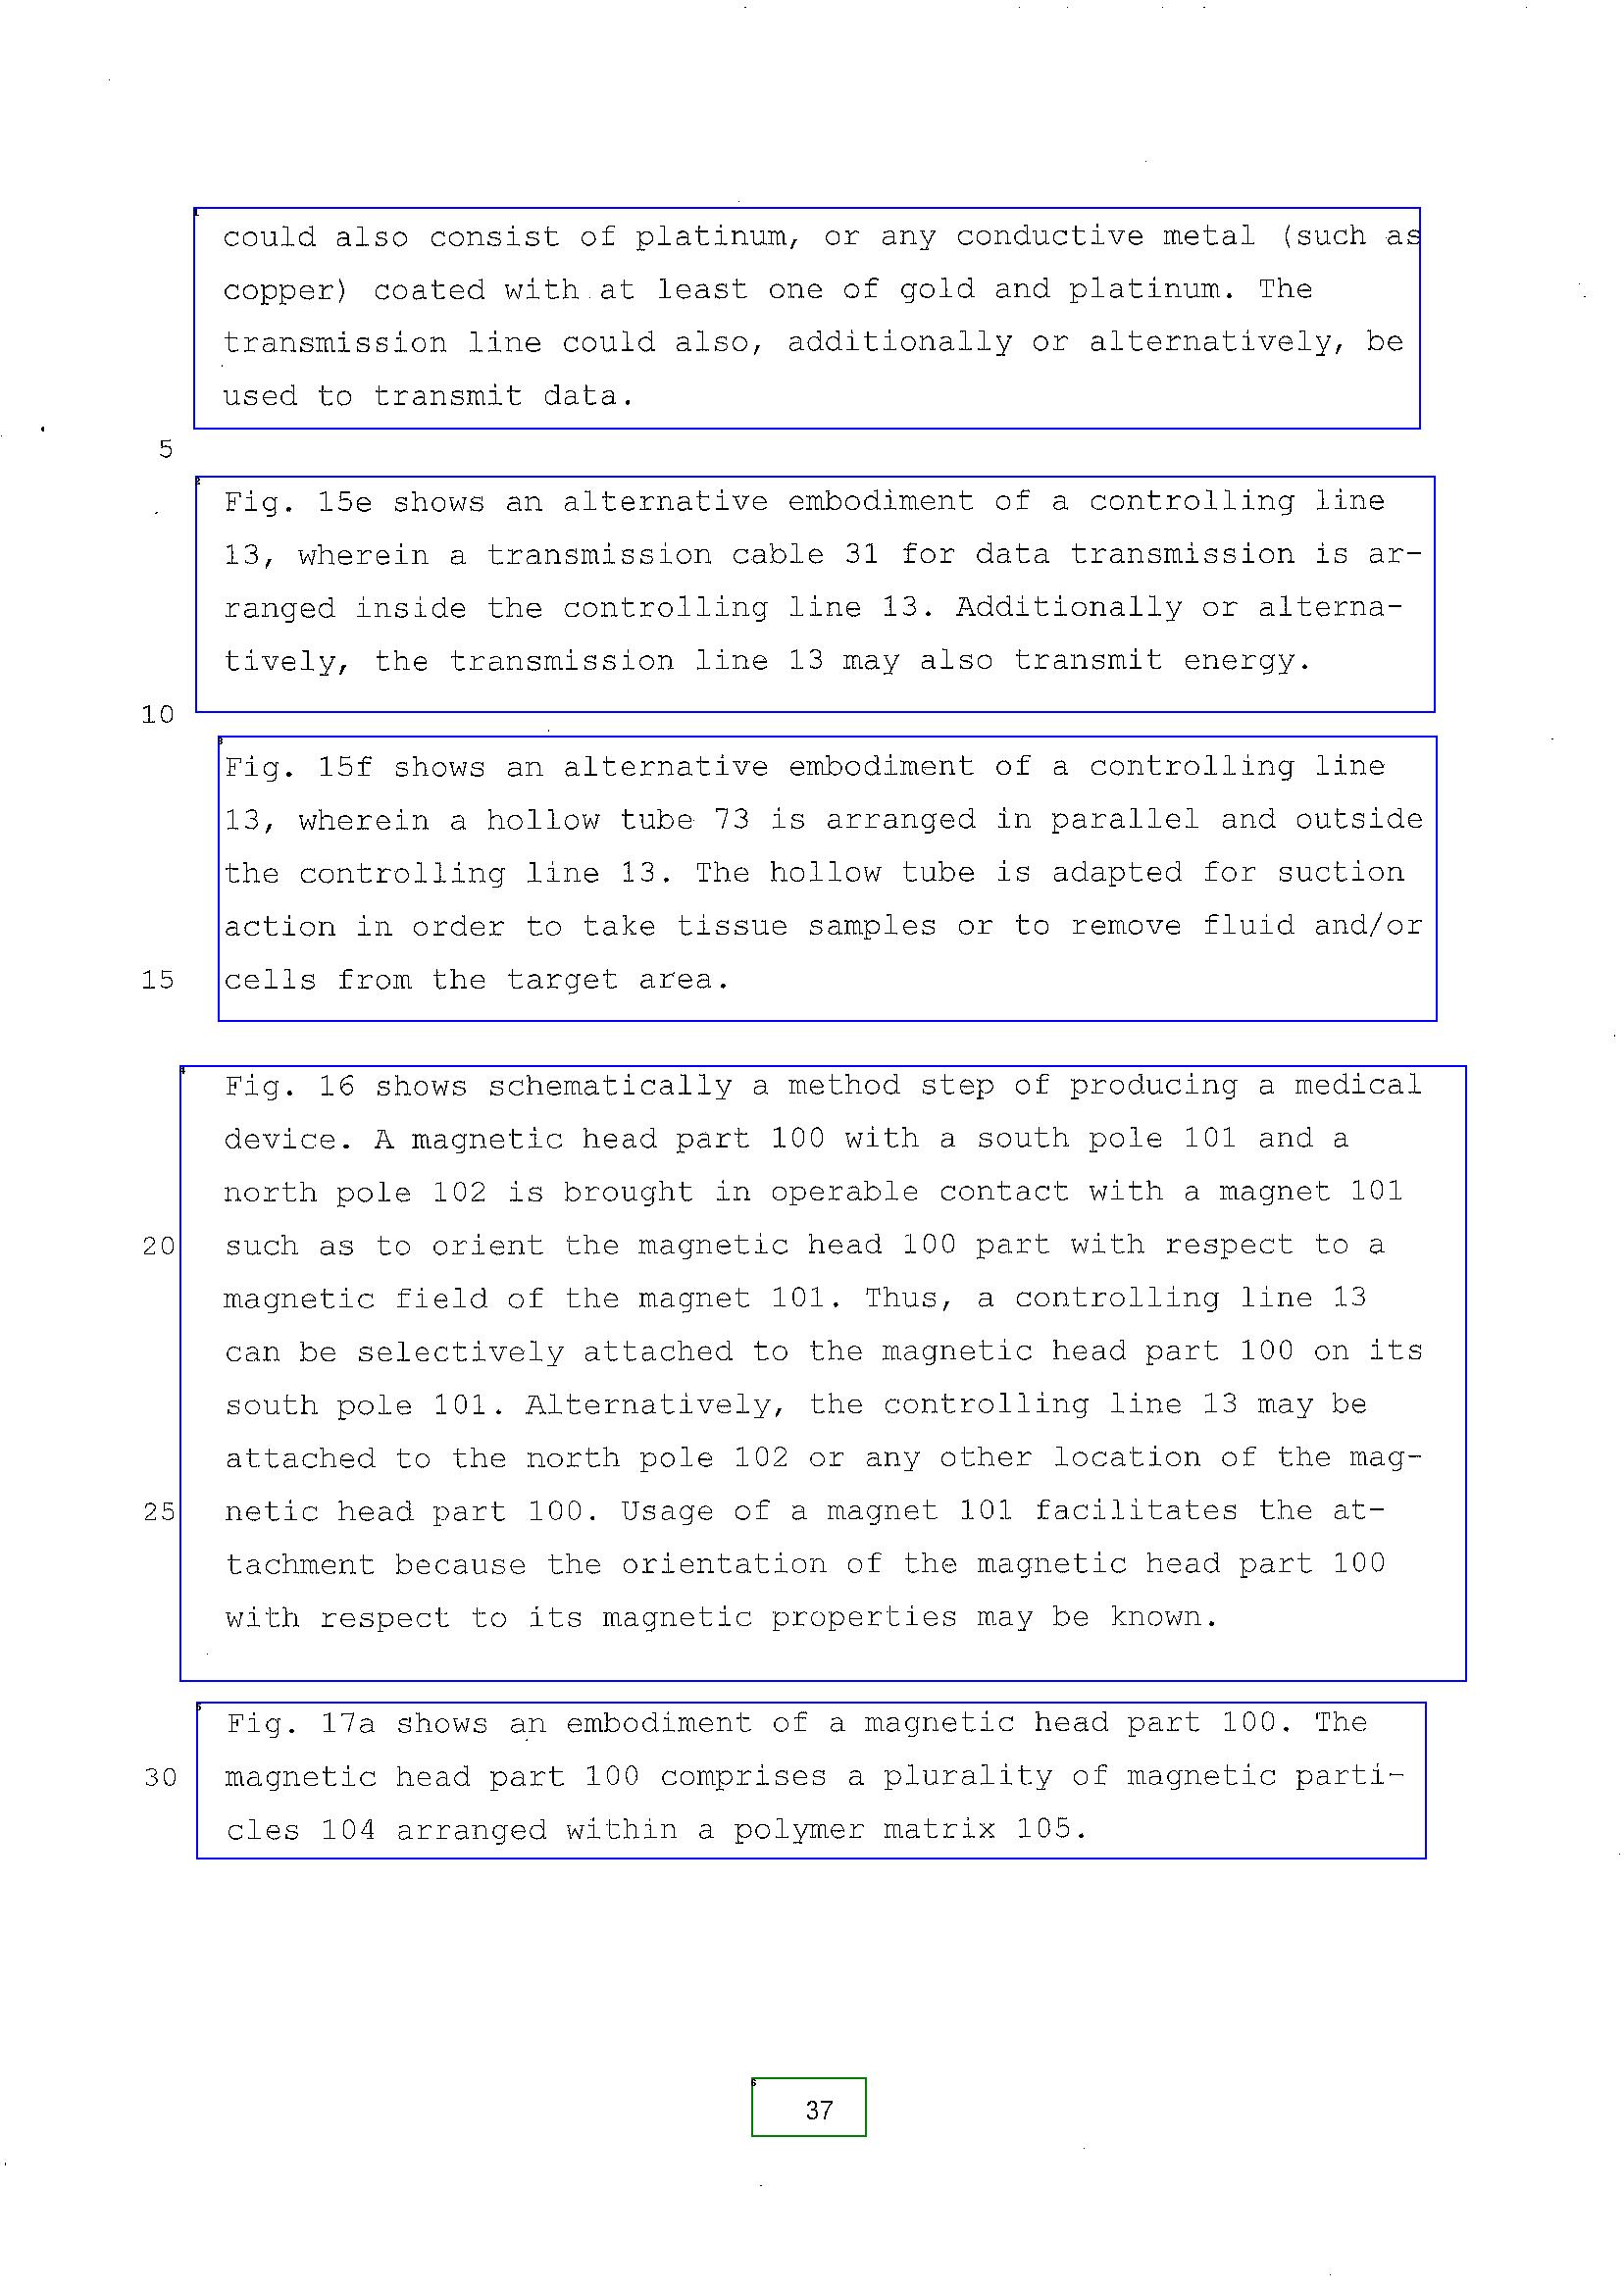 could also consist of platinum, or any conductive metal (such as
copper) coated with at least one of gold and platinum. The
transmission line could also, additionally or alternatively, be
used to transmit data.
5
Fig. 15e shows an alternative embodiment of a controlling line
13, wherein a transmission cable 31 for data transmission is ar-
ranged inside the controlling line 13. Additionally or alterna-
tively, the transmission line 13 may also transmit energy.
10
Fig. 15f shows an alternative embodiment of a controlling line
13, wherein a hollow tube 73 is arranged in parallel and outside
the controlling line 13. The hollow tube is adapted for suction
action in order to take tissue samples or to remove fluid and/or
15 cells from the target area.
Fig. 16 shows schematically a method step of producing a medical
device. A magnetic head part 100 with a south pole 101 and a
north pole 102 is brought in operable contact with a magnet 101
20 such as to orient the magnetic head 100 part with respect to a
magnetic field of the magnet 101. Thus, a controlling line 13
can be selectively attached to the magnetic head part 100 on its
south pole 101. Alternatively, the controlling line 13 may be
attached to the north pole 102 or any other location of the mag-
25 netic head part 100. Usage of a magnet 101 facilitates the at-
tachment because the orientation of the magnetic head part 100
with respect to its magnetic properties may be known.
Fig. 17a shows an embodiment of a magnetic head part 100. The
30 magnetic head part 100 comprises a plurality of magnetic parti-
cles 104 arranged within a polymer matrix 105.
37